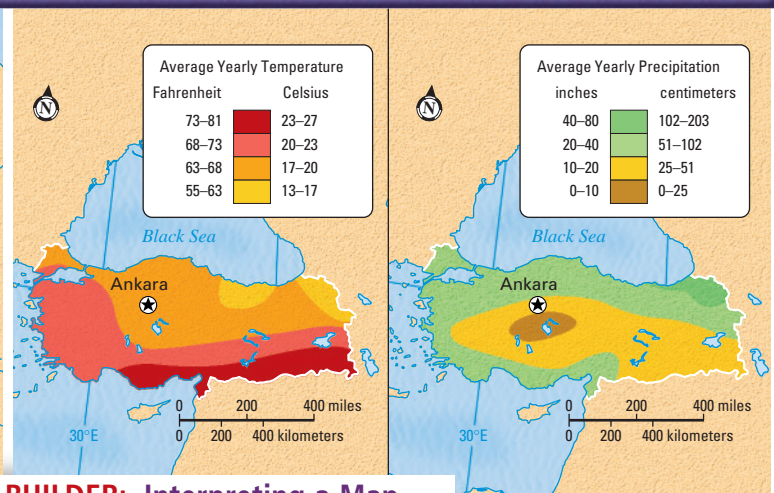 Average Yearly Temperature
Fahrenheit Celsius
73–81 23–27
68–73 20–23
63–68 17–20
55–63 13–17
N
Black Sea
Ankara
0 200 400 miles
0 200 400 kilometers
30°E
Average Yearly Precipitation
inches centimeters
40–80 102–203
20–40 51–102
10–20 25–51
0–10 0–25
N
Black Sea
Ankara
0 200 400 miles
0 200 400 kilometers
30°E
BUILDER: Interpreting a Map